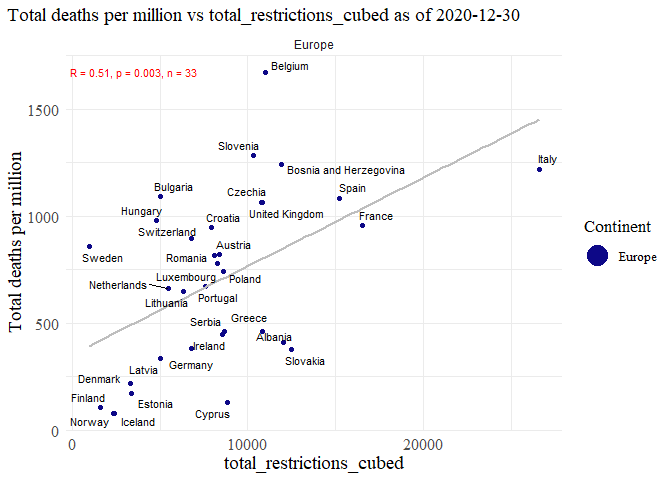 Total deaths per million vs total_restrictions_cubed as of 2020-12-30
Europe
R = 0.51, p = 0.003, n = 33
Belgium
1500
Slovenia
Bosnia and Herzegovina
Italy
Bulgaria
Czechia
Spain
Hungary
United Kingdom
1000
Croatia
France
Switzerland
Austria
Sweden
Romania
Luxembourg
Poland
Netherlands
Lithuania
Portugal
500
Serbia
Greece
Ireland
Albania
Germany
Slovakia
Latvia
Denmark
Finland
Estonia
Cyprus
Norway
Iceland
0
0
10000
20000
total_restrictions_cubed
Total deaths per million
Continent
Europe